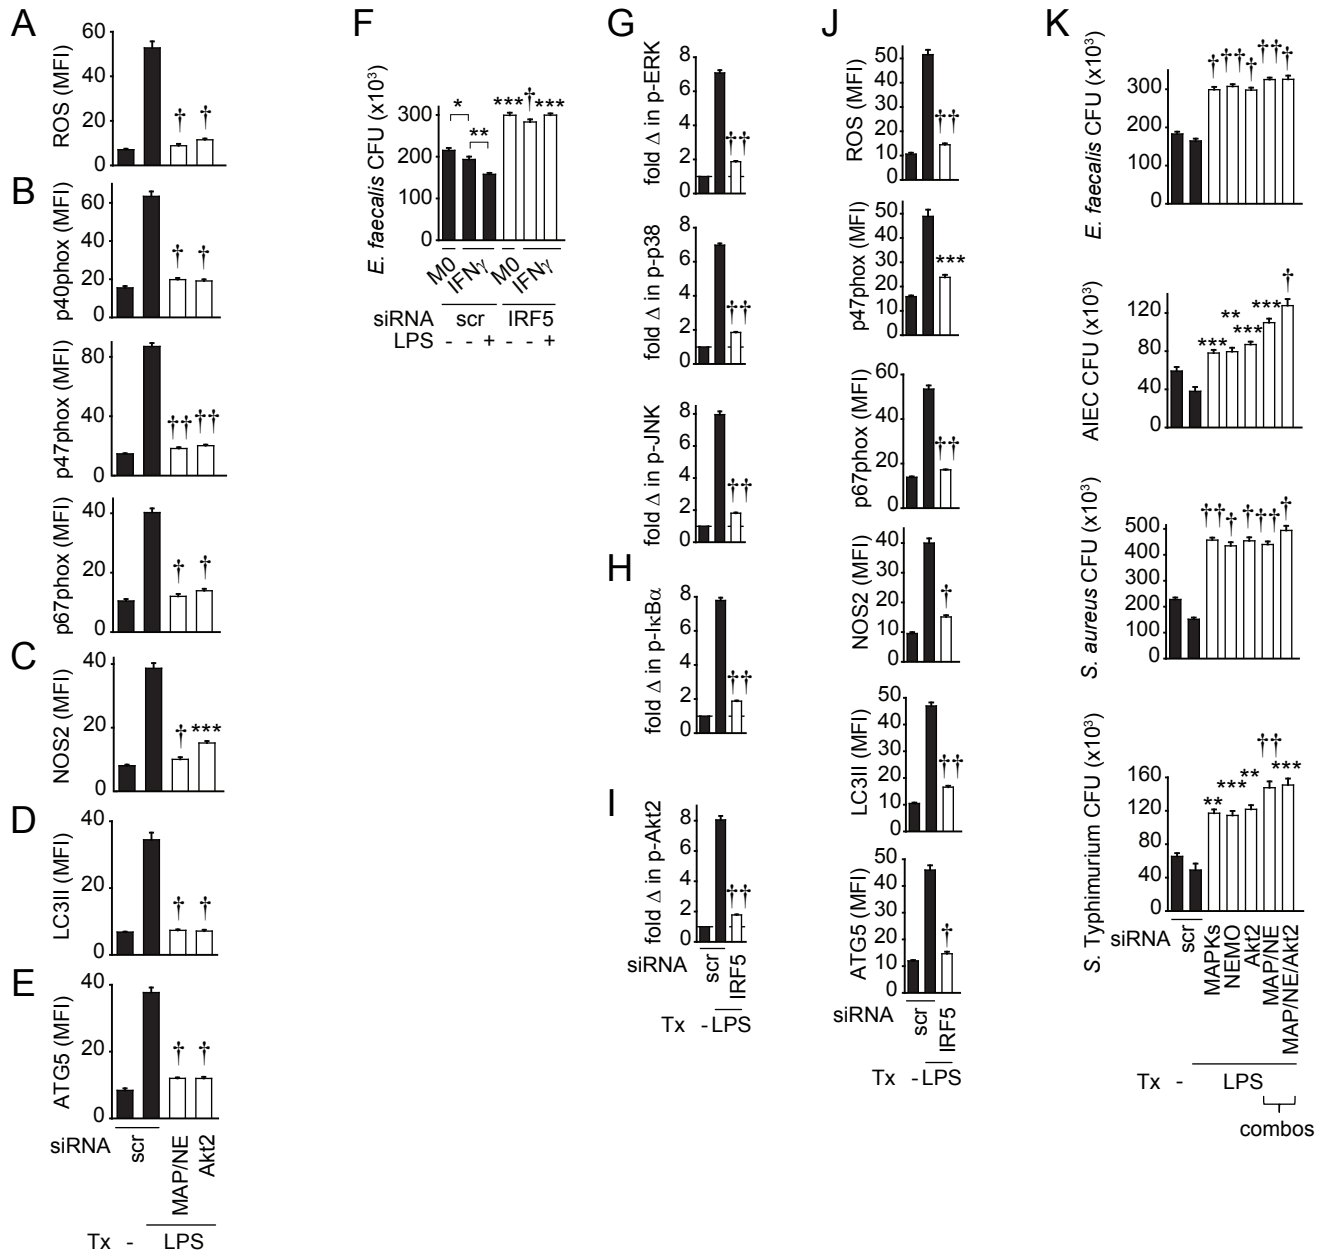 A
ROS (MFI)
60
40
20
0
†
†
B
p40phox (MFI)
60
40
20
0
†
†
p47phox (MFI)
80
40
0
††
††
p67phox (MFI)
40
20
0
†
†
C
NOS2 (MFI)
40
20
0
†
***
D
LC3II (MFI)
40
20
0
†
†
E
ATG5 (MFI)
40
20
0
†
†
siRNA
scr
MAP/NE
Akt2
Tx - LPS
F
E. faecalis CFU (x10³)
300
200
100
0
*
**
***
†
***
M0
IFNγ
M0
IFNγ
siRNA scr IRF5
LPS - - + - - +
G
fold Δ in p-ERK
8
6
4
2
0
††
fold Δ in p-p38
8
6
4
2
0
††
fold Δ in p-JNK
8
6
4
2
0
††
H
fold Δ in p-IκBα
8
6
4
2
0
††
I
fold Δ in p-Akt2
8
6
4
2
0
††
siRNA
scr
IRF5
Tx - LPS
J
ROS (MFI)
50
40
30
20
10
0
††
p47phox (MFI)
50
40
30
20
10
0
***
p67phox (MFI)
60
40
20
0
††
NOS2 (MFI)
40
30
20
10
0
†
LC3II (MFI)
50
40
30
20
10
0
††
ATG5 (MFI)
50
40
30
20
10
0
†
siRNA
scr
IRF5
Tx - LPS
K
E. faecalis CFU (x10³)
300
200
100
0
†
††
†
††
†
AIEC CFU (x10³)
120
80
40
0
***
**
***
***
†
S. aureus CFU (x10³)
500
400
300
200
100
0
††
†
†
††
†
S. Typhimurium CFU (x10³)
160
120
80
40
0
**
***
**
††
***
siRNA
scr
MAPKs
NEMO
Akt2
MAP/NE
MAP/NE/Akt2
Tx - LPS
combos